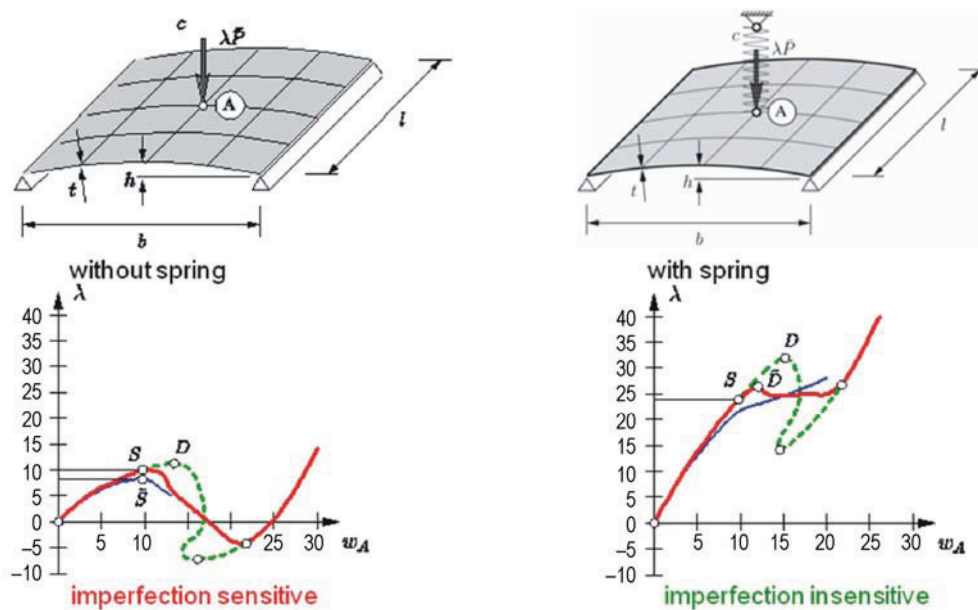 c
λP̄
A
l
t
h
b
without spring
λ
40
35
30
25
20
15
10
5
0
−5
−10
S
D
S̃
5 10 15 20 25 30 w_A
imperfection sensitive
c
λP̄
A
l
t
h
b
with spring
λ
40
35
30
25
20
15
10
5
0
−5
−10
S
D
D̃
5 10 15 20 25 30 w_A
imperfection insensitive